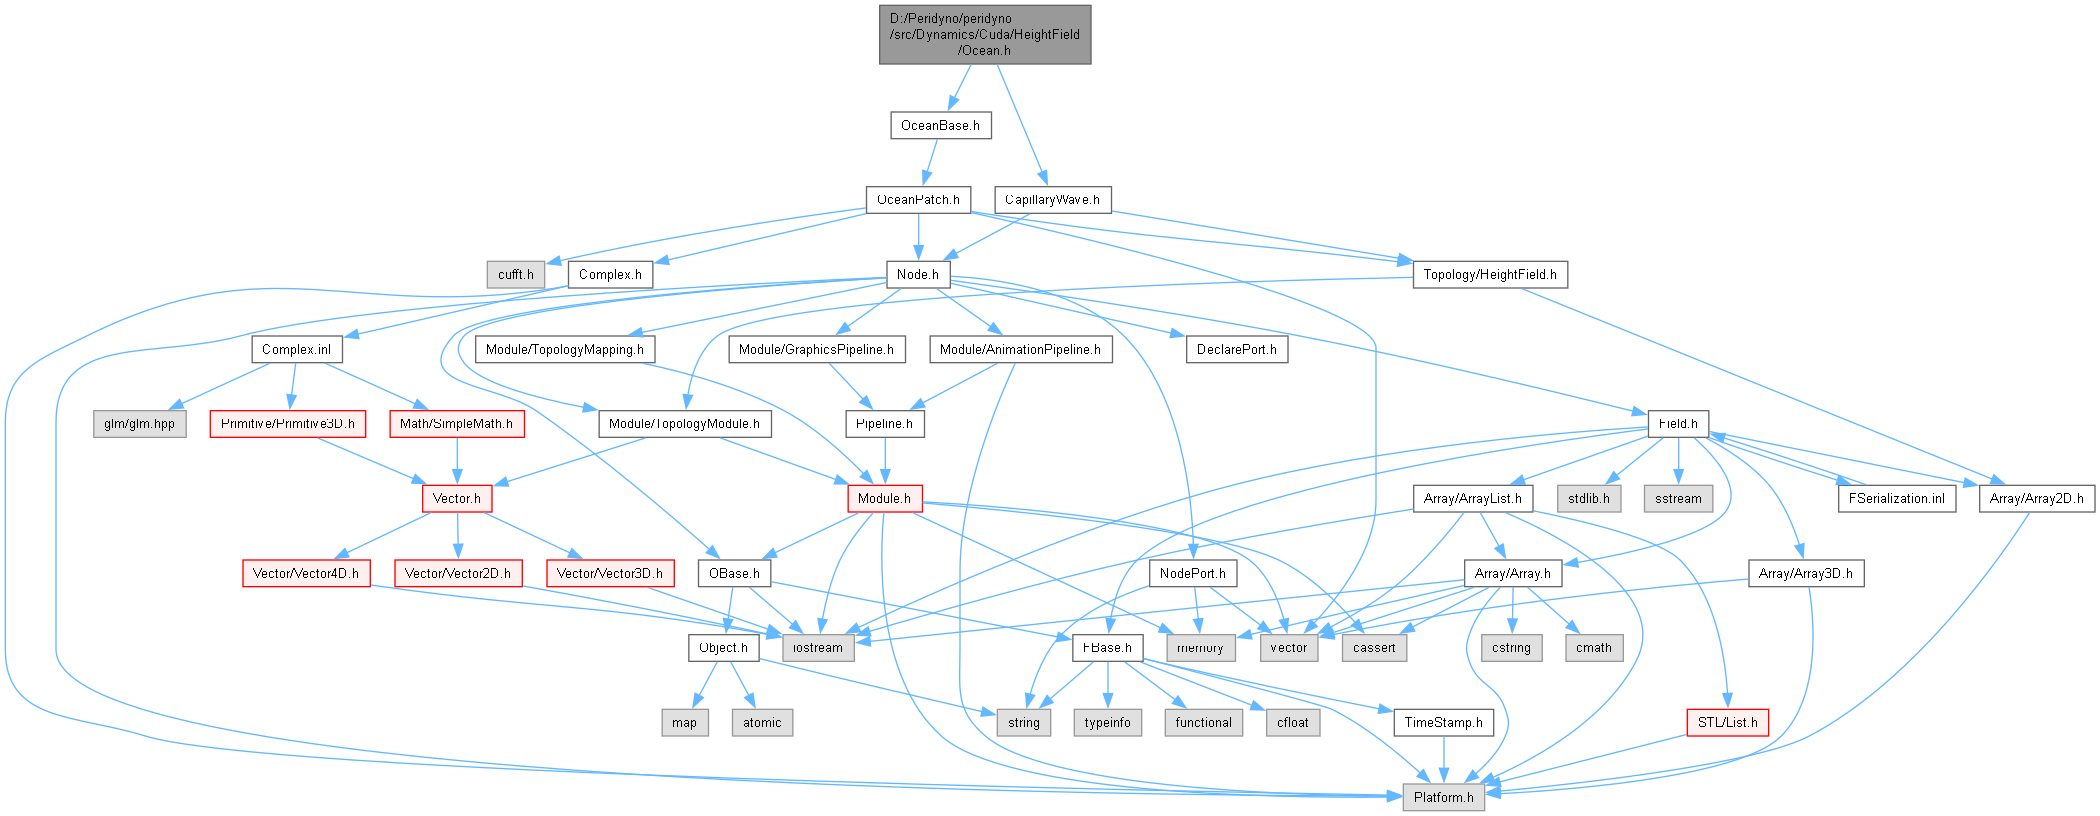 D:/Peridyno/peridyno
/src/Dynamics/Cuda/HeightField
/Ocean.h
OceanBase.h
OceanPatch.h
CapillaryWave.h
cufft.h
Complex.h
Node.h
Topology/HeightField.h
Complex.inl
Module/TopologyMapping.h
Module/GraphicsPipeline.h
Module/AnimationPipeline.h
DeclarePort.h
glm/glm.hpp
Primitive/Primitive3D.h
Math/SimpleMath.h
Module/TopologyModule.h
Pipeline.h
Field.h
Vector.h
Module.h
Array/ArrayList.h
stdlib.h
sstream
FSerialization.inl
Array/Array2D.h
Vector/Vector4D.h
Vector/Vector2D.h
Vector/Vector3D.h
OBase.h
NodePort.h
Array/Array.h
Array/Array3D.h
Object.h
iostream
FBase.h
memory
vector
cassert
cstring
cmath
map
atomic
string
typeinfo
functional
cfloat
TimeStamp.h
STL/List.h
Platform.h